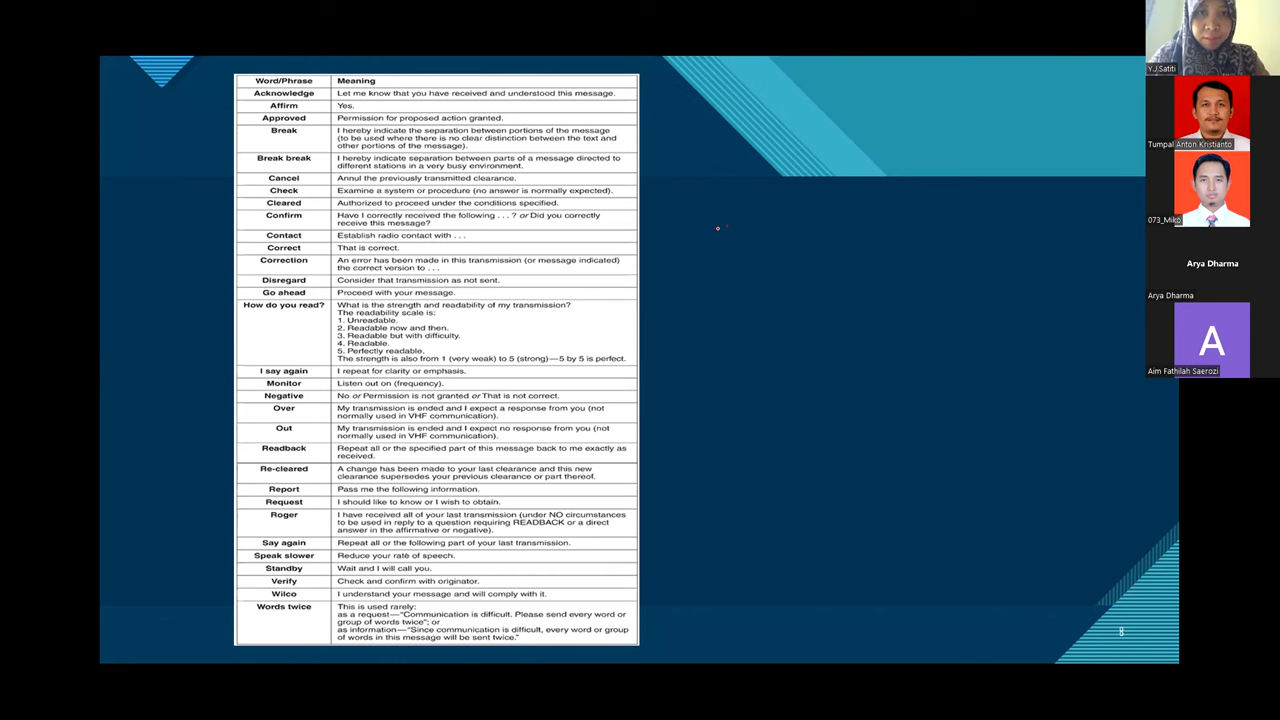 Word/Phrase Meaning
Acknowledge Let me know that you have received and understood this message.
Affirm Yes.
Approved Permission for proposed action granted.
Break I hereby indicate the separation between portions of the message
(to be used where there is no clear distinction between the text and
other portions of the message).
Break break I hereby indicate separation between parts of a message directed to
different stations in a very busy environment.
Cancel Annul the previously transmitted clearance.
Check Examine a system or procedure (no answer is normally expected).
Cleared Authorized to proceed under the conditions specified.
Confirm Have I correctly received the following . . . ? or Did you correctly
receive this message?
Contact Establish radio contact with . . .
Correct That is correct.
Correction An error has been made in this transmission (or message indicated)
the correct version to . . .
Disregard Consider that transmission as not sent.
Go ahead Proceed with your message.
How do you read? What is the strength and readability of my transmission?
The readability scale is:
1. Unreadable.
2. Readable now and then.
3. Readable but with difficulty.
4. Readable.
5. Perfectly readable.
The strength is also from 1 (very weak) to 5 (strong)—5 by 5 is perfect.
I say again I repeat for clarity or emphasis.
Monitor Listen out on (frequency).
Negative No or Permission is not granted or That is not correct.
Over My transmission is ended and I expect a response from you (not
normally used in VHF communication).
Out My transmission is ended and I expect no response from you (not
normally used in VHF communication).
Readback Repeat all or the specified part of this message back to me exactly as
received.
Re-cleared A change has been made to your last clearance and this new
clearance supersedes your previous clearance or part thereof.
Report Pass me the following information.
Request I should like to know or I wish to obtain.
Roger I have received all of your last transmission (under NO circumstances
to be used in reply to a question requiring READBACK or a direct
answer in the affirmative or negative).
Say again Repeat all or the following part of your last transmission.
Speak slower Reduce your rate of speech.
Standby Wait and I will call you.
Verify Check and confirm with originator.
Wilco I understand your message and will comply with it.
Words twice This is used rarely:
as a request—“Communication is difficult. Please send every word or
group of words twice”; or
as information—“Since communication is difficult, every word or group
of words in this message will be sent twice.”
8
Y.J.Satiti
Tumpal Anton Kristianto
073_Miko
Arya Dharma
Arya Dharma
A
Aim Fathilah Saerozi